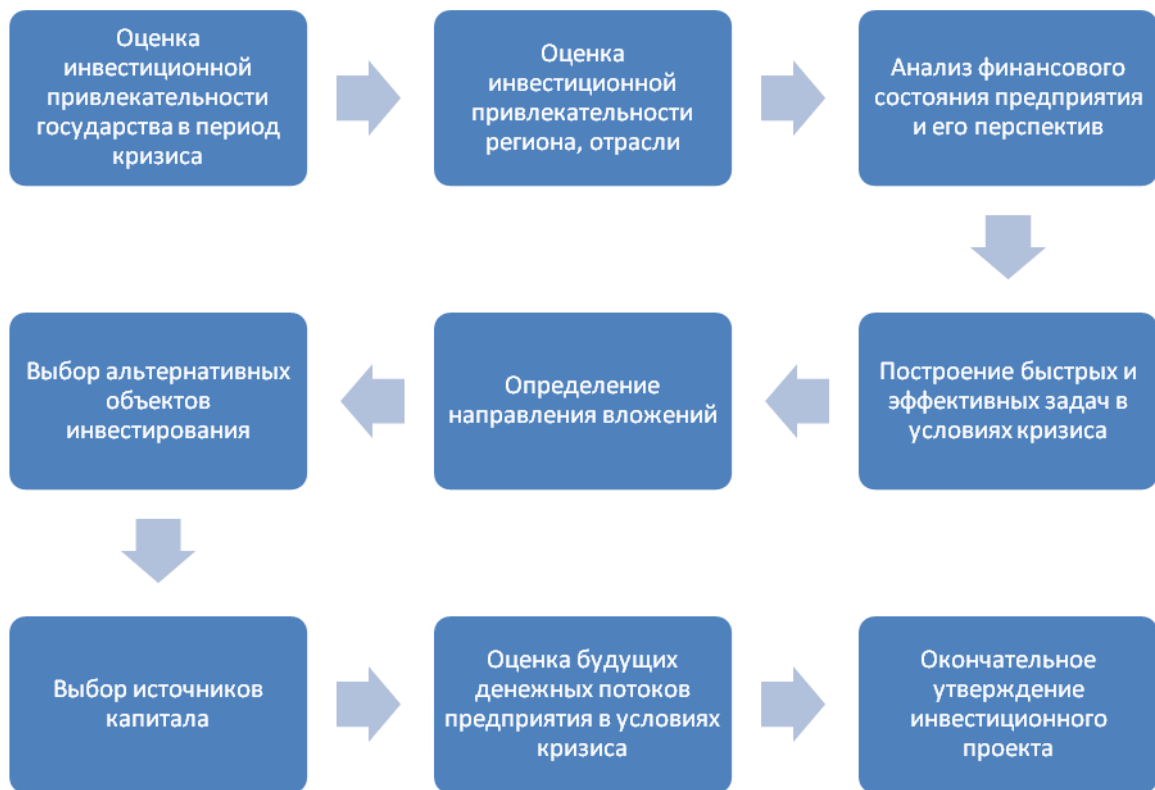 Оценка
инвестиционной
привлекательности
государства в период
кризиса
Оценка
инвестиционной
привлекательности
региона, отрасли
Анализ финансового
состояния предприятия
и его перспектив
Построение быстрых и
эффективных задач в
условиях кризиса
Определение
направления вложений
Выбор альтернативных
объектов
инвестирования
Выбор источников
капитала
Оценка будущих
денежных потоков
предприятия в условиях
кризиса
Окончательное
утверждение
инвестиционного
проекта